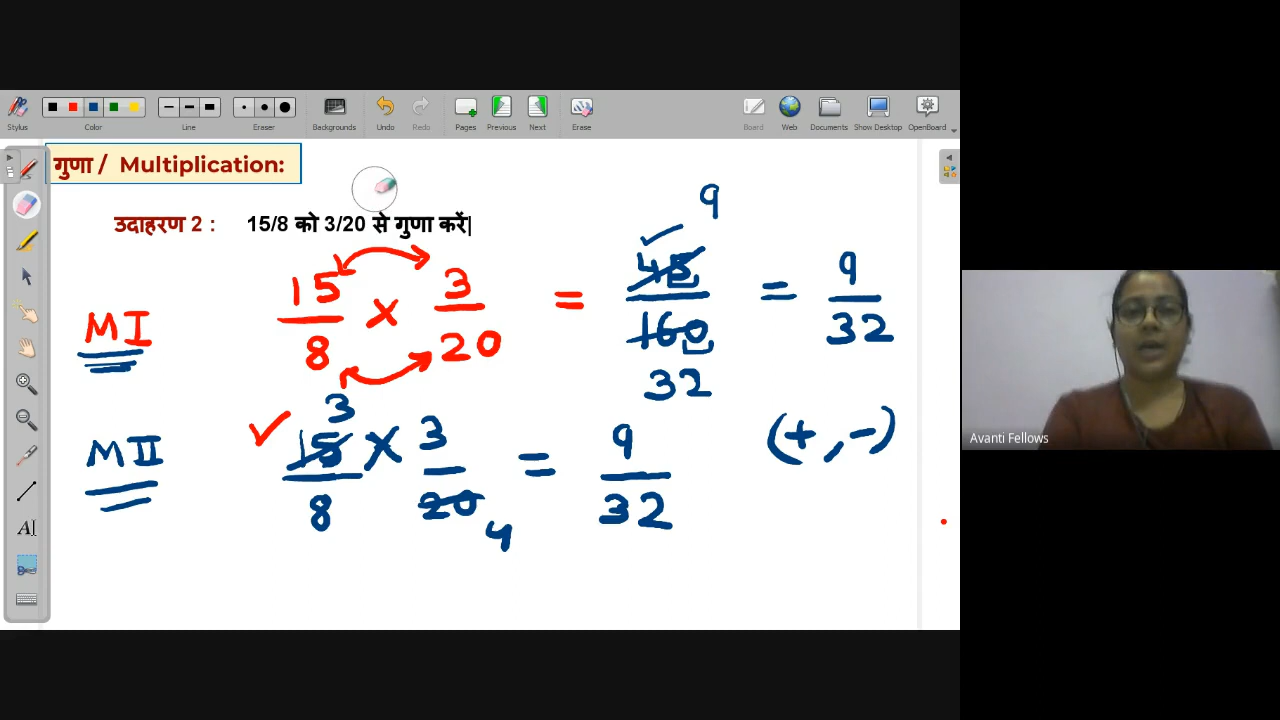 Stylus Color Line Eraser Backgrounds Undo Redo Pages Previous Next Erase Board Web Documents Show Desktop OpenBoard
गुणा / Multiplication:
उदाहरण 2 : 15/8 को 3/20 से गुणा करें|
9
MI 15/8 × 3/20 = 45/160 = 9/32
32
3
✓ MII 15/8 × 3/20 = 9/32 (+, -)
4
Avanti Fellows